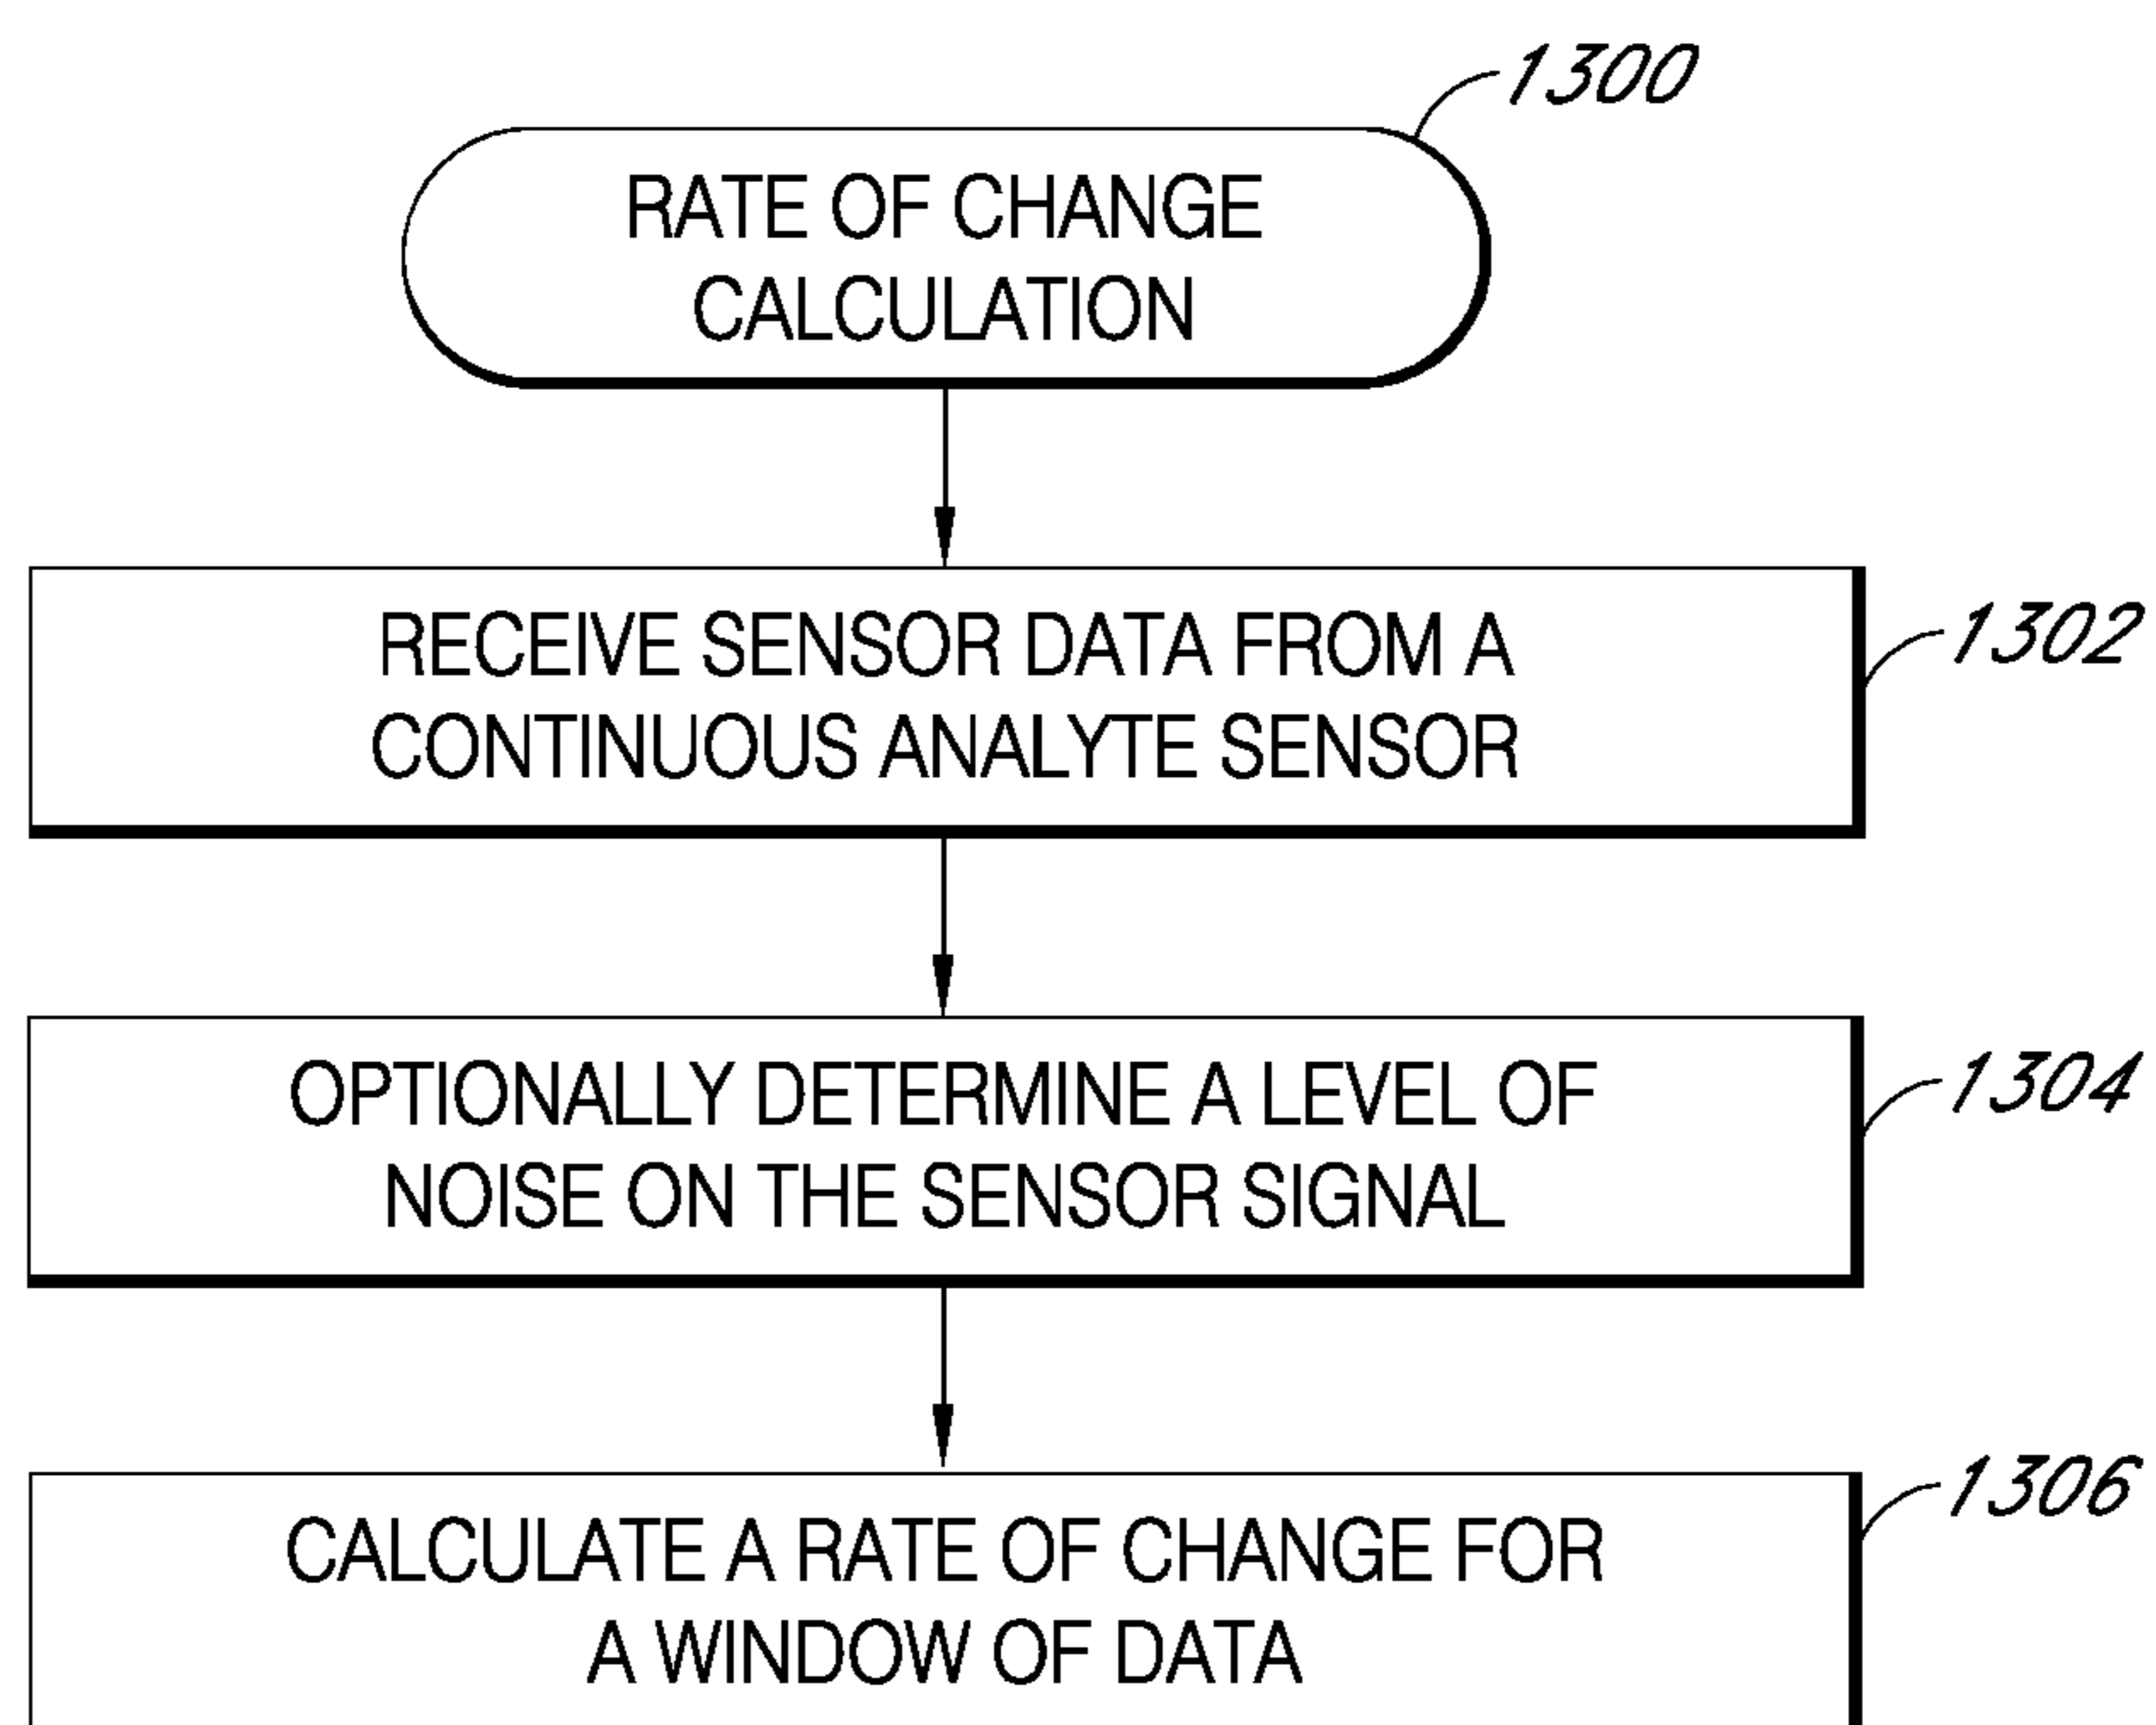 1300
RATE OF CHANGE
CALCULATION
RECEIVE SENSOR DATA FROM A
CONTINUOUS ANALYTE SENSOR
1302
OPTIONALLY DETERMINE A LEVEL OF
NOISE ON THE SENSOR SIGNAL
1304
CALCULATE A RATE OF CHANGE FOR
A WINDOW OF DATA
1306